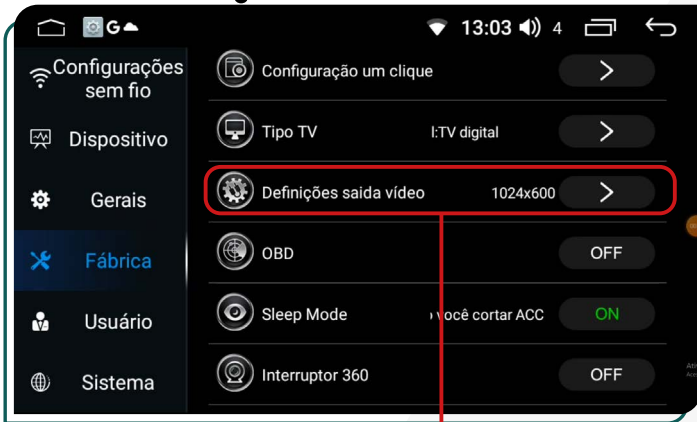 G
13:03
4
Configurações
sem fio
Dispositivo
Gerais
Fábrica
Usuário
Sistema
Configuração um clique
Tipo TV
l:TV digital
Definições saida vídeo
1024x600
OBD
OFF
Sleep Mode
você cortar ACC
ON
Interruptor 360
OFF